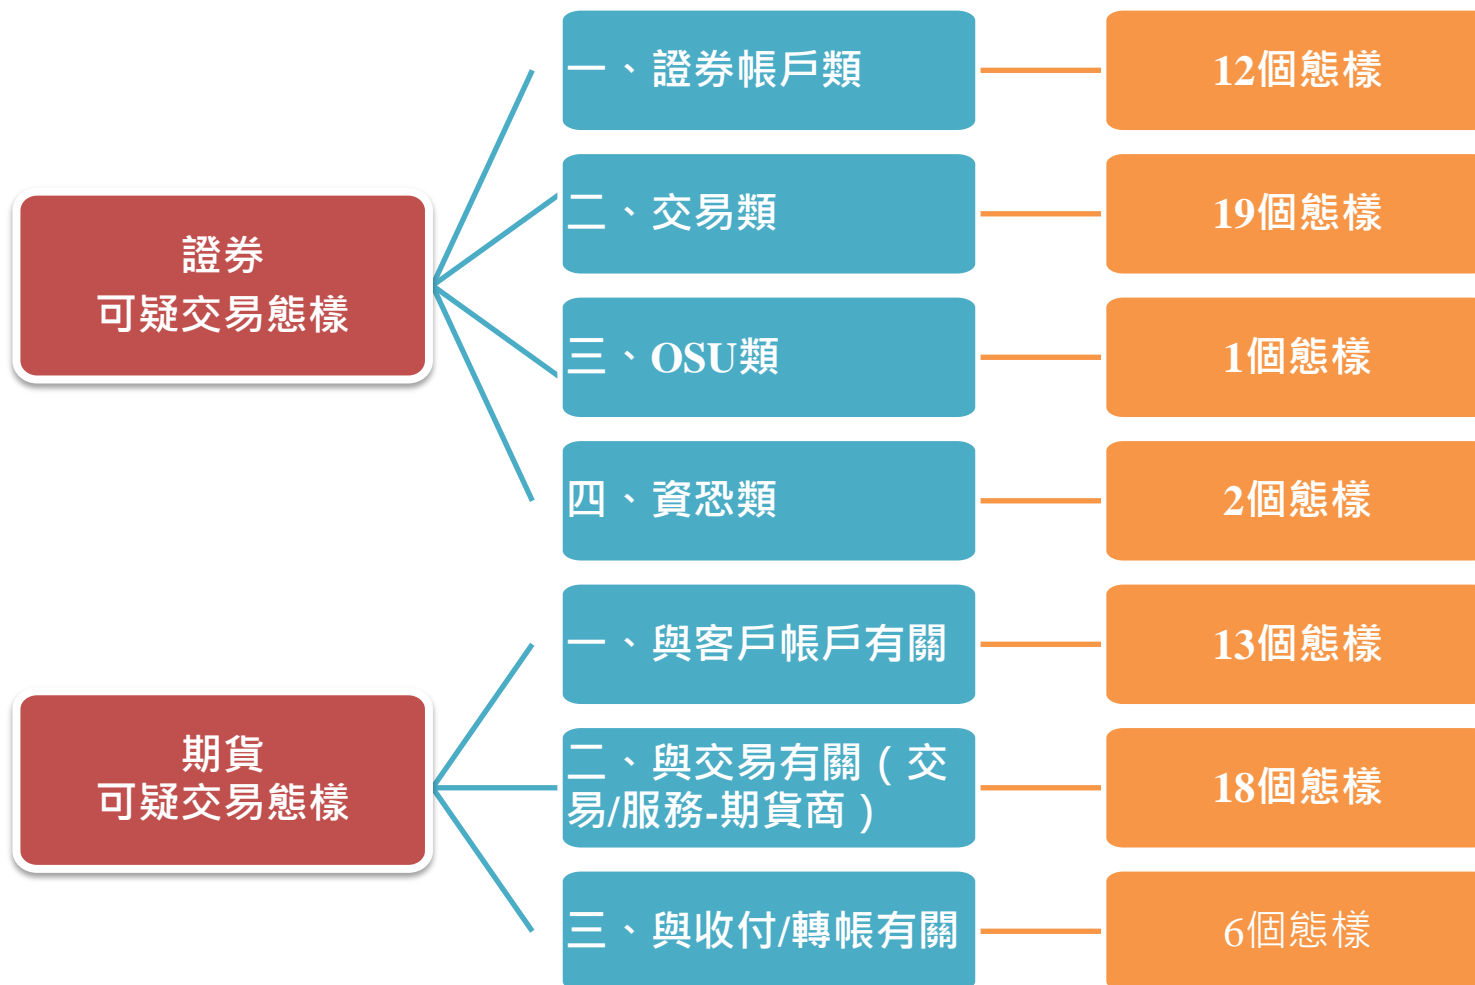 證券
可疑交易態樣
一、證券帳戶類
12個態樣
二、交易類
19個態樣
三、OSU類
1個態樣
四、資恐類
2個態樣
期貨
可疑交易態樣
一、與客戶帳戶有關
13個態樣
二、與交易有關（交
易/服務-期貨商）
18個態樣
三、與收付/轉帳有關
6個態樣